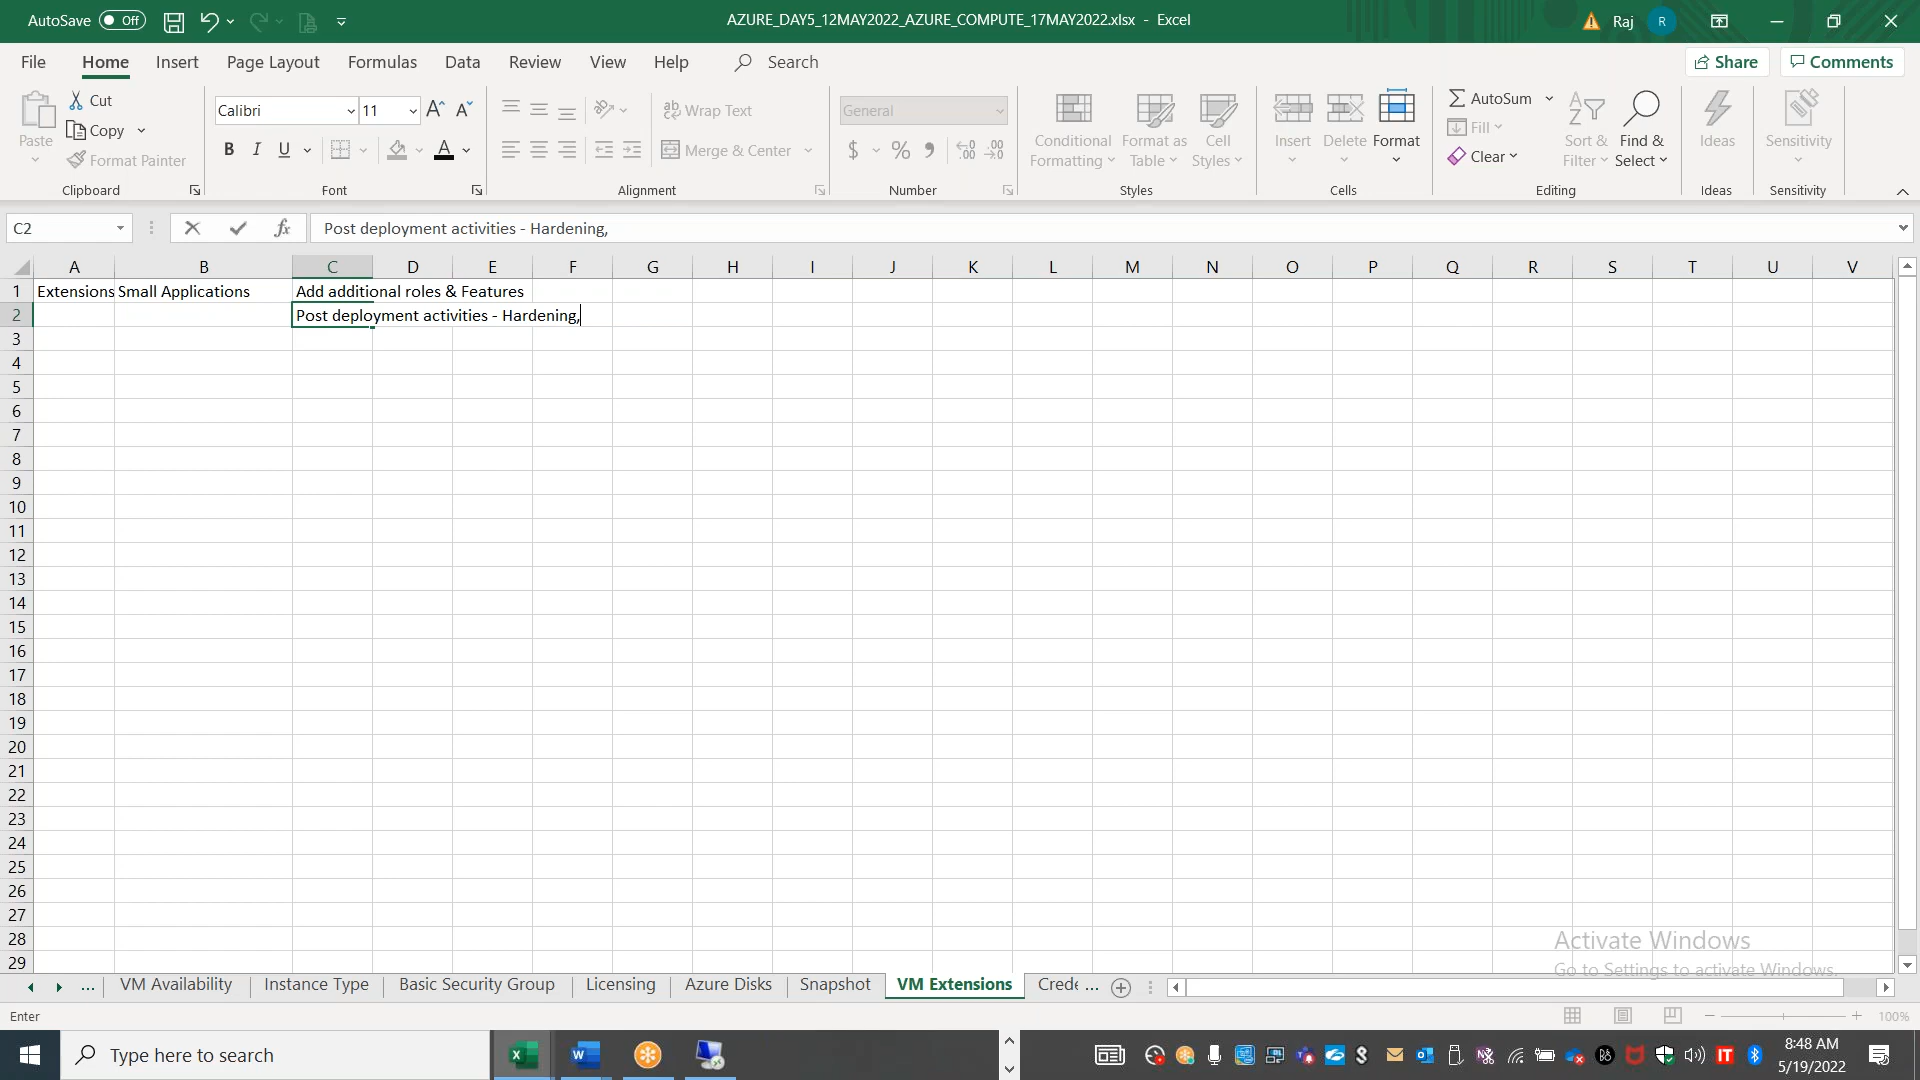 AutoSave Off
AZURE_DAY5_12MAY2022_AZURE_COMPUTE_17MAY2022.xlsx - Excel
Raj R
File Home Insert Page Layout Formulas Data Review View Help Search
Share Comments
Paste
Cut
Copy
Format Painter
Clipboard
Calibri 11
B I U
Font
Wrap Text
Merge & Center
Alignment
General
$ % 9
Number
Conditional Formatting
Format as Table
Cell Styles
Styles
Insert Delete Format
Cells
AutoSum
Fill
Clear
Sort & Filter
Find & Select
Editing
Ideas
Ideas
Sensitivity
Sensitivity
C2 fx Post deployment activities - Hardening,
A B C D E F G H I J K L M N O P Q R S T U V
1 Extensions Small Applications Add additional roles & Features
2 Post deployment activities - Hardening,
3
4
5
6
7
8
9
10
11
12
13
14
15
16
17
18
19
20
21
22
23
24
25
26
27
28
29
Activate Windows
Go to Settings to activate Windows.
... VM Availability Instance Type Basic Security Group Licensing Azure Disks Snapshot VM Extensions Crede ...
Enter
100%
Type here to search
8:48 AM
5/19/2022